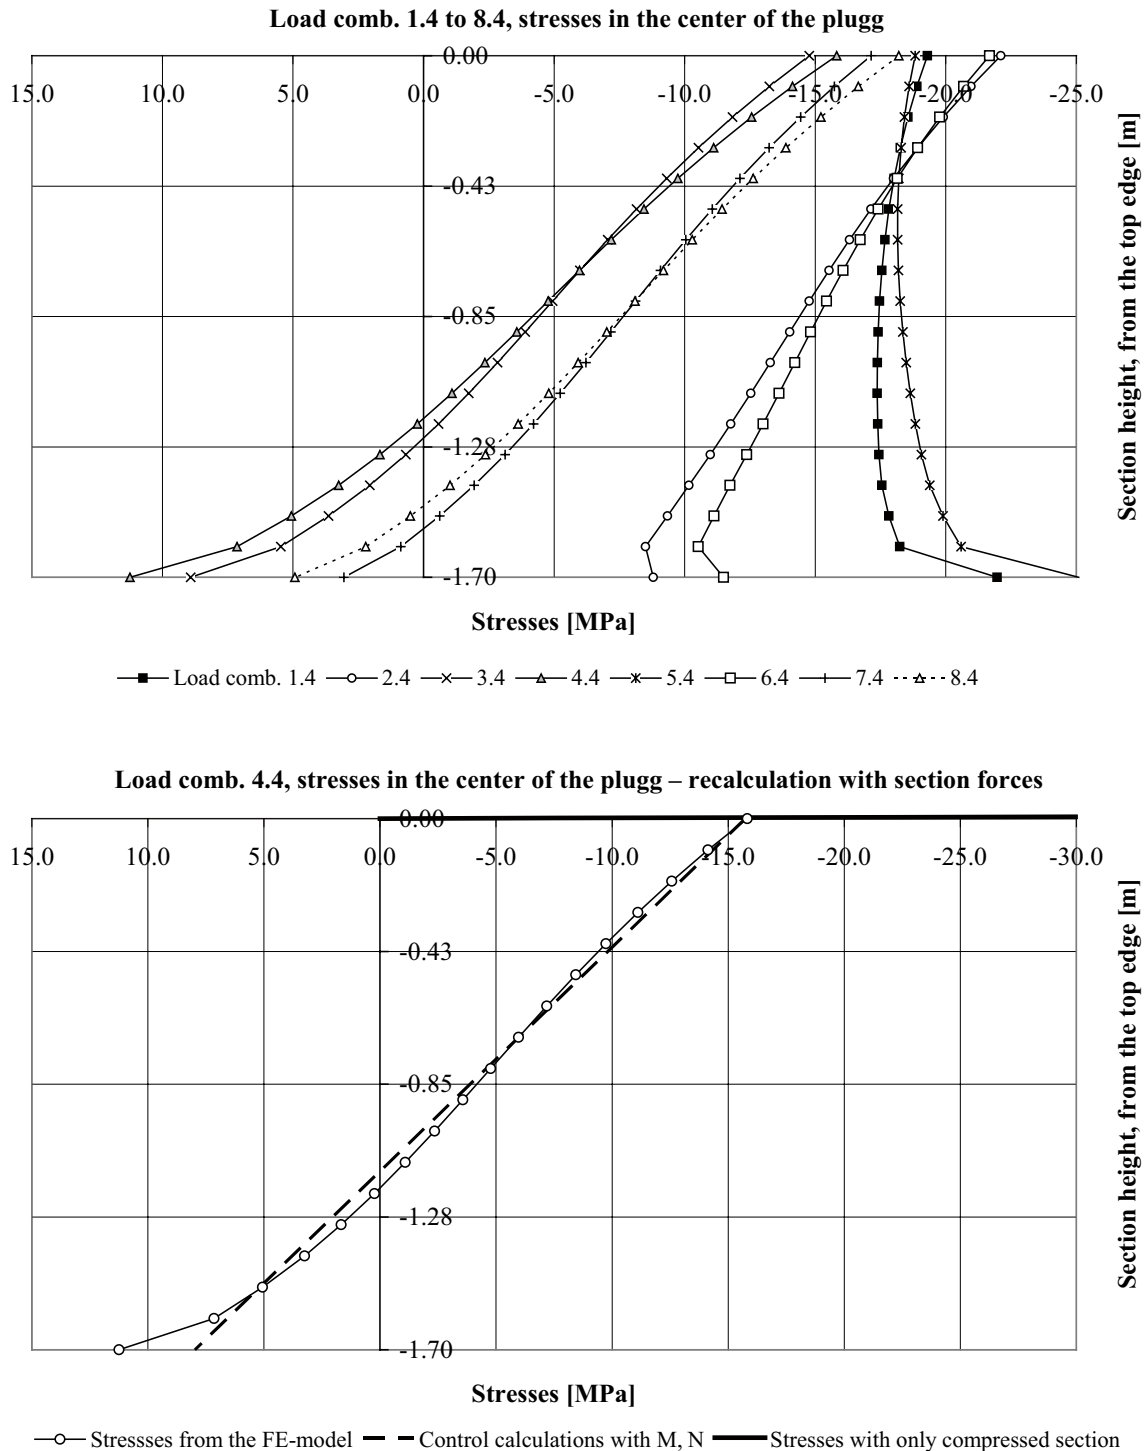 Load comb. 1.4 to 8.4, stresses in the center of the plugg
0.00
15.0 10.0 5.0 0.0 -5.0 -10.0 -15.0 -20.0 -25.0
-0.43
-0.85
-1.28
-1.70
Section height, from the top edge [m]
Stresses [MPa]
Load comb. 1.4 2.4 3.4 4.4 5.4 6.4 7.4 8.4
Load comb. 4.4, stresses in the center of the plugg – recalculation with section forces
0.00
15.0 10.0 5.0 0.0 -5.0 -10.0 -15.0 -20.0 -25.0 -30.0
-0.43
-0.85
-1.28
-1.70
Section height, from the top edge [m]
Stresses [MPa]
Stressses from the FE-model Control calculations with M, N Stresses with only compressed section